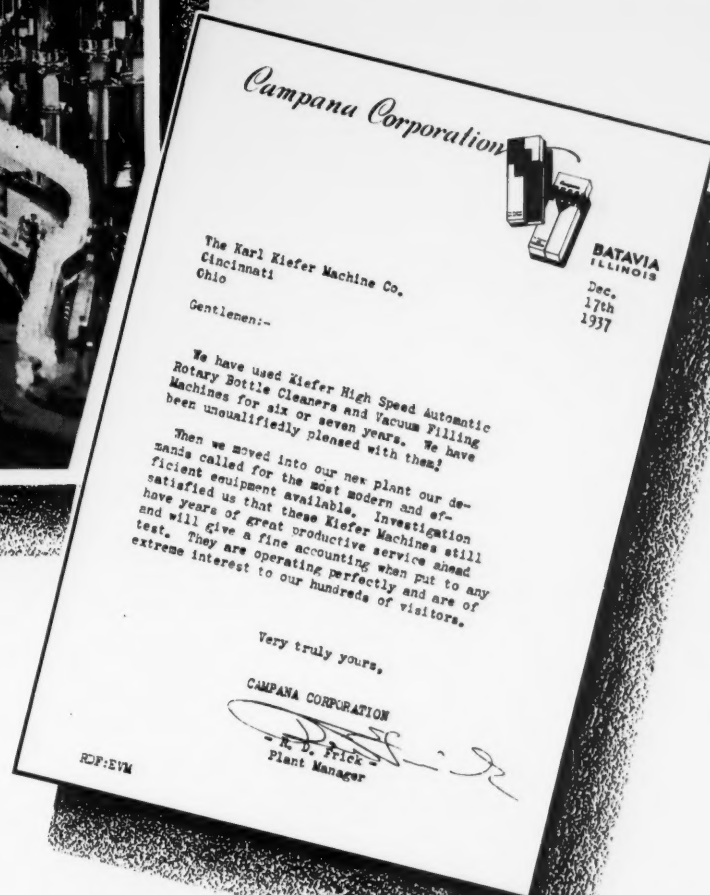 Campana Corporation
BATAVIA
ILLINOIS
Dec.
17th
1937
The Karl Kiefer Machine Co.
Cincinnati
Ohio
Gentlemen:-
We have used Kiefer High Speed Automatic
Rotary Bottle Cleaners and Vacuum Filling
Machines for six or seven years. We have
been unqualifiedly pleased with them!
When we moved into our new plant our de-
mands called for the most modern and ef-
ficient equipment available. Investigation
satisfied us that these Kiefer Machines still
have years of great productive service ahead
and will give a fine accounting when put to any
test. They are operating perfectly and are of
extreme interest to our hundreds of visitors.
Very truly yours,
CAMPANA CORPORATION
- R. D. Frick -
Plant Manager
RDF:EVM